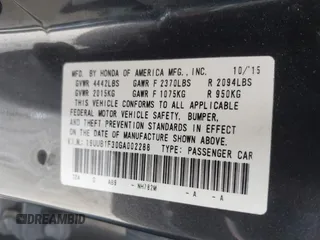 MFD. BY HONDA OF AMERICA MFG., INC. 10/'15
GVWR 4442LBS GAWR F 2370LBS R 2094LBS
GVWR 2015KG GAWR F 1075KG R 950KG
THIS VEHICLE CONFORMS TO ALL APPLICABLE
FEDERAL MOTOR VEHICLE SAFETY, BUMPER,
AND THEFT PREVENTION STANDARDS IN EFFECT
ON THE DATE OF MANUFACTURE SHOWN ABOVE.
V.I.N.: 19UUB1F30GA002288 TYPE: PASSENGER CAR
NH782M - A - A
DREAMBID